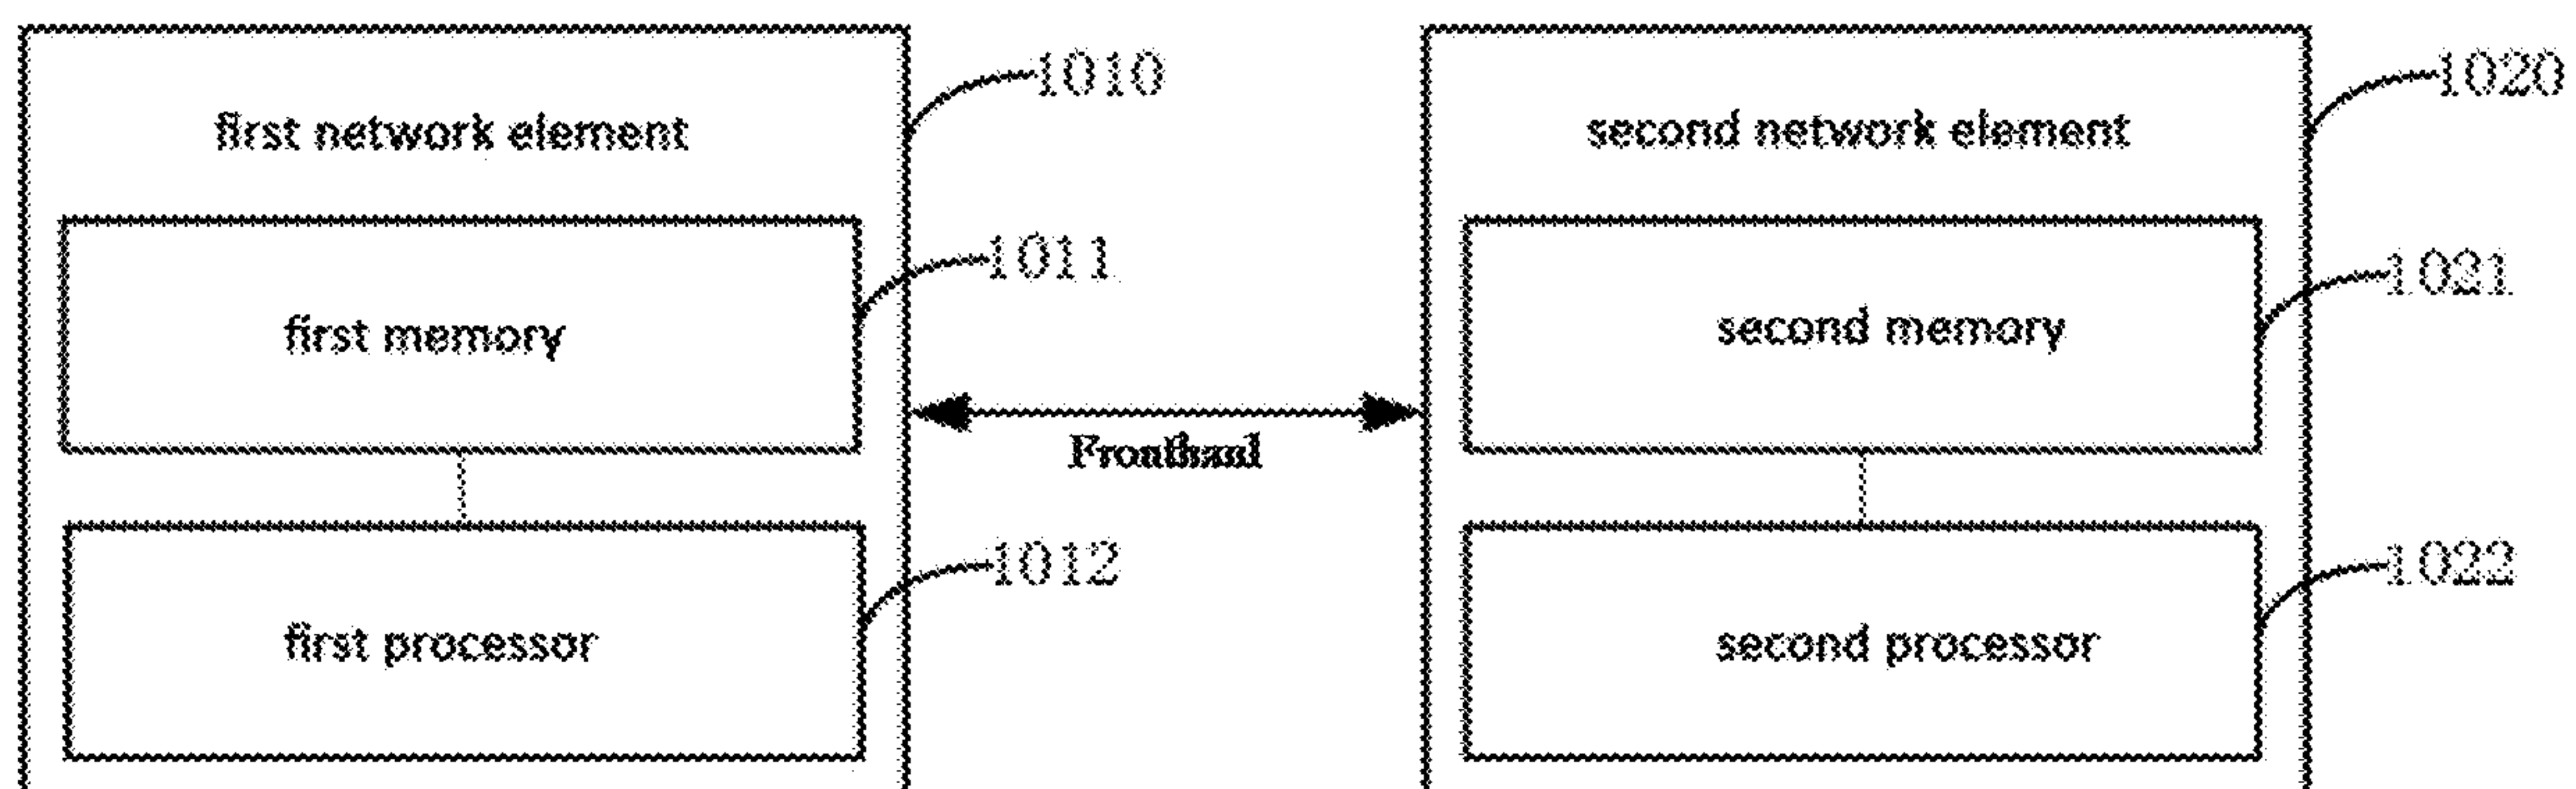 first network element
1010
first memory
1011
first processor
1012
Fronthaul
second network element
1020
second memory
1021
second processor
1022